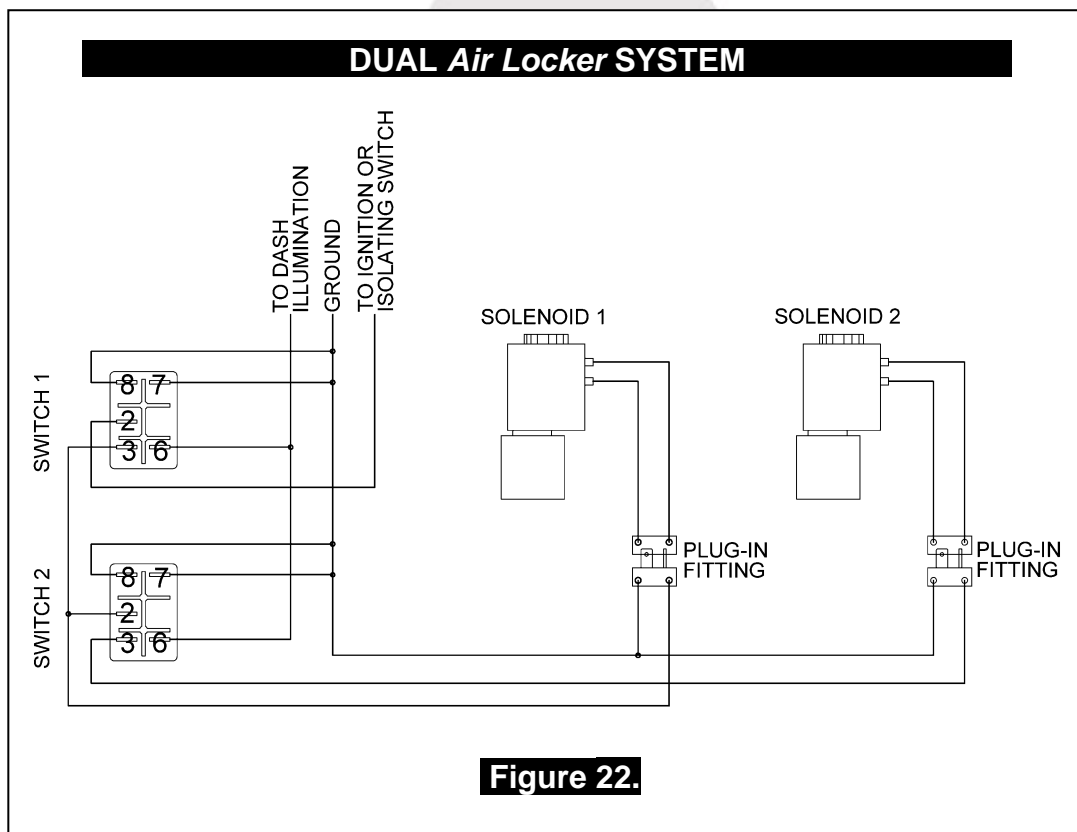 DUAL Air Locker SYSTEM
TO DASH
ILLUMINATION
GROUND
TO IGNITION OR
ISOLATING SWITCH
SOLENOID 1
SOLENOID 2
SWITCH 1
8 7
2
3 6
PLUG-IN
FITTING
PLUG-IN
FITTING
SWITCH 2
8 7
2
3 6
Figure 22.